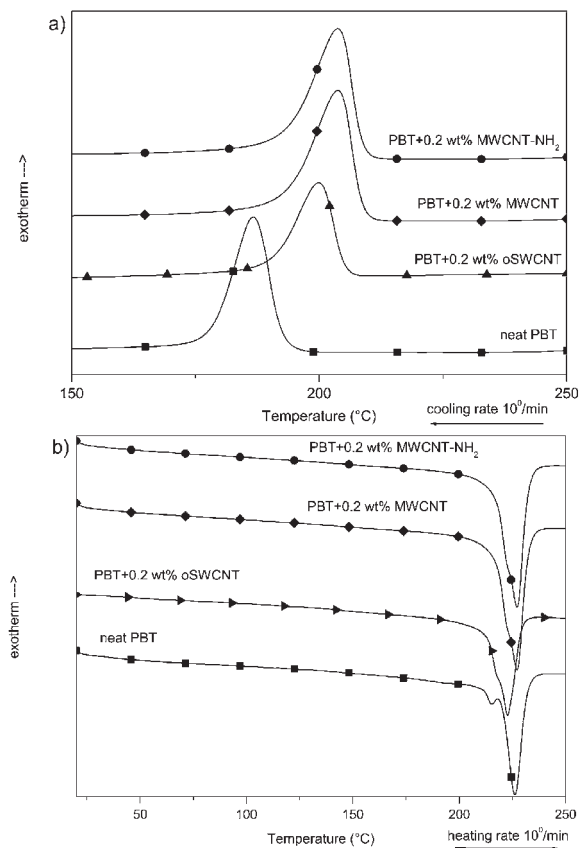 a)
PBT+0.2 wt% MWCNT-NH₂
PBT+0.2 wt% MWCNT
PBT+0.2 wt% oSWCNT
neat PBT
exotherm --->
150 200 250
Temperature (°C)
cooling rate 10⁰/min
b)
PBT+0.2 wt% MWCNT-NH₂
PBT+0.2 wt% MWCNT
PBT+0.2 wt% oSWCNT
neat PBT
exotherm --->
50 100 150 200 250
Temperature (°C)
heating rate 10⁰/min